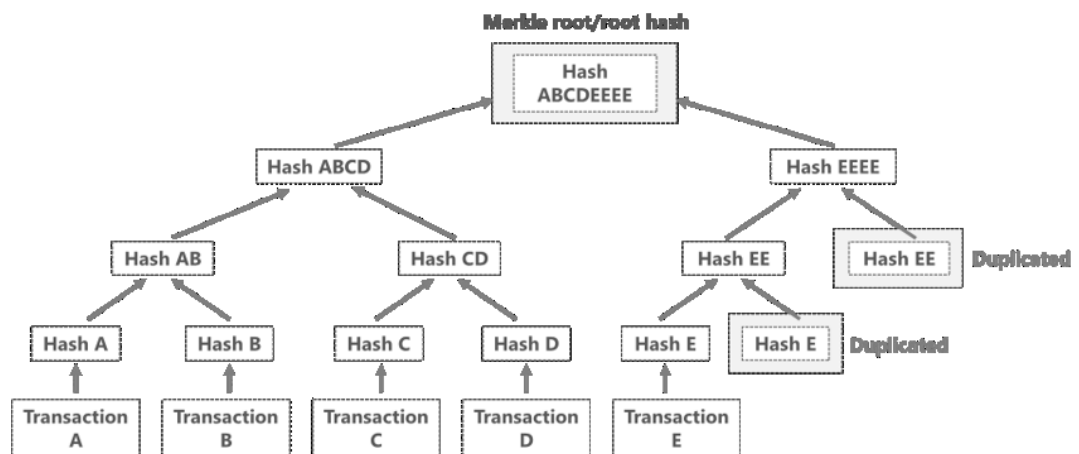 Merkle root/root hash
Hash
ABCDEEEE
Hash ABCD
Hash EEEE
Hash AB
Hash CD
Hash EE
Hash EE
Duplicated
Hash A
Hash B
Hash C
Hash D
Hash E
Hash E
Duplicated
Transaction
A
Transaction
B
Transaction
C
Transaction
D
Transaction
E